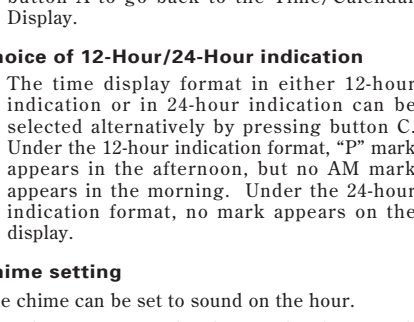 button A to go back to the Time/Calendar
Display.
hoice of 12-Hour/24-Hour indication
The time display format in either 12-hour
indication or in 24-hour indication can be
selected alternatively by pressing button C.
Under the 12-hour indication format, “P” mark
appears in the afternoon, but no AM mark
appears in the morning. Under the 24-hour
indication format, no mark appears on the
display.
hime setting
e chime can be set to sound on the hour.